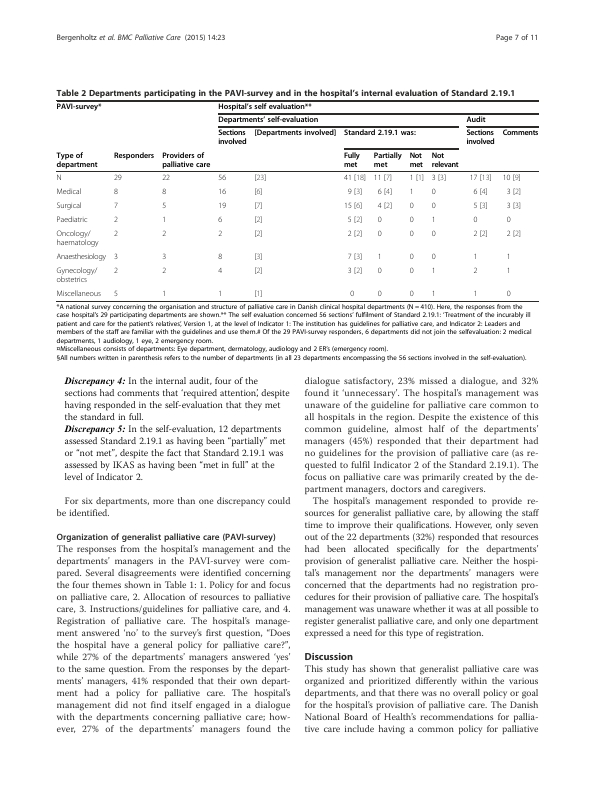 Bergenholtz et al. BMC Palliative Care (2015) 14:23
Page 7 of 11
Table 2 Departments participating in the PAVI-survey and in the hospital's internal evaluation of Standard 2.19.1
PAVI-survey* Hospital's self evaluation**
Departments' self-evaluation Audit
Sections involved [Departments involved] Standard 2.19.1 was: Sections involved Comments
Type of department Responders Providers of palliative care Fully met Partially met Not met Not relevant
N 29 22 56 [23] 41 [18] 11 [7] 1 [1] 3 [3] 17 [13] 10 [9]
Medical 8 8 16 [6] 9 [3] 6 [4] 1 0 6 [4] 3 [2]
Surgical 7 5 19 [7] 15 [6] 4 [2] 0 0 5 [3] 3 [3]
Paediatric 2 1 6 [2] 5 [2] 0 0 1 0 0
Oncology/haematology 2 2 2 [2] 2 [2] 0 0 0 2 [2] 2 [2]
Anaesthesiology 3 3 8 [3] 7 [3] 1 0 0 1 1
Gynecology/obstetrics 2 2 4 [2] 3 [2] 0 0 1 2 1
Miscellaneous 5 1 1 [1] 0 0 0 1 1 0
*A national survey concerning the organisation and structure of palliative care in Danish clinical hospital departments (N = 410). Here, the responses from the
case hospital's 29 participating departments are shown.** The self evaluation concerned 56 sections' fulfilment of Standard 2.19.1: 'Treatment of the incurably ill
patient and care for the patient's relatives', Version 1, at the level of Indicator 1: The institution has guidelines for palliative care, and Indicator 2: Leaders and
members of the staff are familiar with the guidelines and use them.# Of the 29 PAVI-survey responders, 6 departments did not join the selfevaluation: 2 medical
departments, 1 audiology, 1 eye, 2 emergency room.
¤Miscellaneous consists of departments: Eye department, dermatology, audiology and 2 ER's (emergency room).
§All numbers written in parenthesis refers to the number of departments (in all 23 departments encompassing the 56 sections involved in the self-evaluation).
Discrepancy 4: In the internal audit, four of the
sections had comments that 'required attention', despite
having responded in the self-evaluation that they met
the standard in full.
Discrepancy 5: In the self-evaluation, 12 departments
assessed Standard 2.19.1 as having been "partially" met
or "not met", despite the fact that Standard 2.19.1 was
assessed by IKAS as having been "met in full" at the
level of Indicator 2.
For six departments, more than one discrepancy could
be identified.
Organization of generalist palliative care (PAVI-survey)
The responses from the hospital's management and the
departments' managers in the PAVI-survey were com-
pared. Several disagreements were identified concerning
the four themes shown in Table 1: 1. Policy for and focus
on palliative care, 2. Allocation of resources to palliative
care, 3. Instructions/guidelines for palliative care, and 4.
Registration of palliative care. The hospital's manage-
ment answered 'no' to the survey's first question, "Does
the hospital have a general policy for palliative care?",
while 27% of the departments' managers answered 'yes'
to the same question. From the responses by the depart-
ments' managers, 41% responded that their own depart-
ment had a policy for palliative care. The hospital's
management did not find itself engaged in a dialogue
with the departments concerning palliative care; how-
ever, 27% of the departments' managers found the
dialogue satisfactory, 23% missed a dialogue, and 32%
found it 'unnecessary'. The hospital's management was
unaware of the guideline for palliative care common to
all hospitals in the region. Despite the existence of this
common guideline, almost half of the departments'
managers (45%) responded that their department had
no guidelines for the provision of palliative care (as re-
quested to fulfil Indicator 2 of the Standard 2.19.1). The
focus on palliative care was primarily created by the de-
partment managers, doctors and caregivers.
The hospital's management responded to provide re-
sources for generalist palliative care, by allowing the staff
time to improve their qualifications. However, only seven
out of the 22 departments (32%) responded that resources
had been allocated specifically for the departments'
provision of generalist palliative care. Neither the hospi-
tal's management nor the departments' managers were
concerned that the departments had no registration pro-
cedures for their provision of palliative care. The hospital's
management was unaware whether it was at all possible to
register generalist palliative care, and only one department
expressed a need for this type of registration.
Discussion
This study has shown that generalist palliative care was
organized and prioritized differently within the various
departments, and that there was no overall policy or goal
for the hospital's provision of palliative care. The Danish
National Board of Health's recommendations for pallia-
tive care include having a common policy for palliative